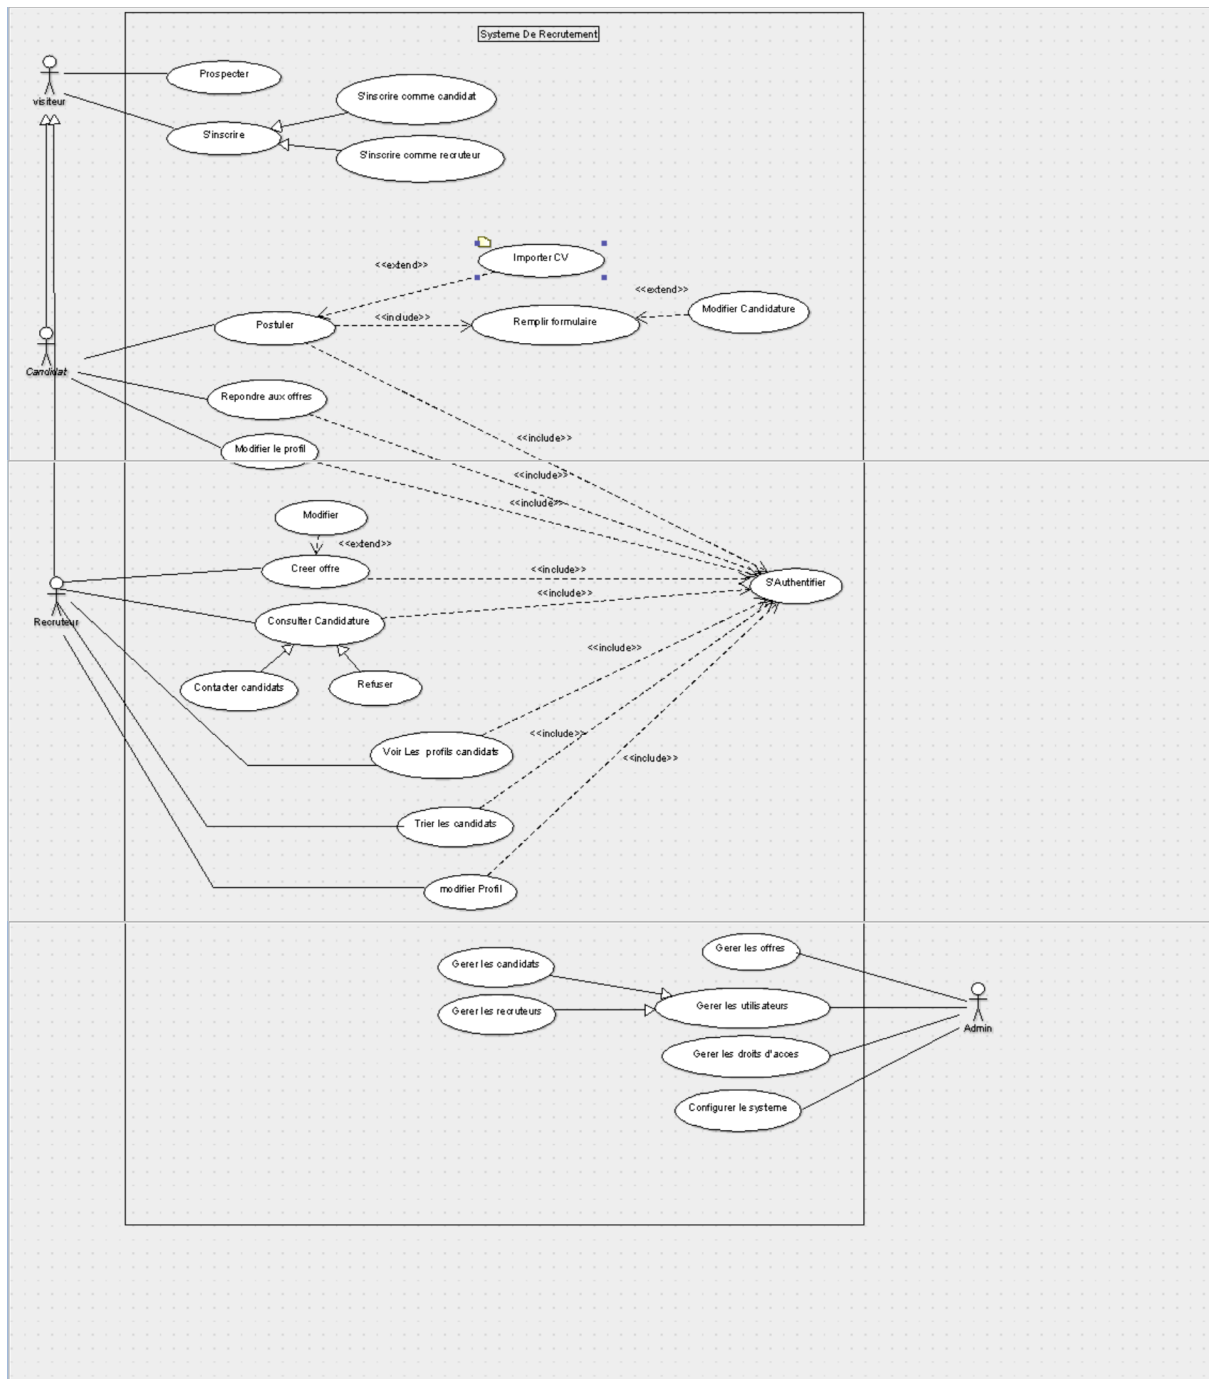 Systeme De Recrutement
visiteur
Prospecter
S'inscrire comme candidat
S'inscrire
S'inscrire comme recruteur
Importer CV
<<extend>>
<<extend>>
Modifier Candidature
<<include>>
Postuler
Remplir formulaire
Candidat
Repondre aux offres
<<include>>
Modifier le profil
<<include>>
<<include>>
Modifier
<<extend>>
Creer offre
<<include>>
S'Authentifier
<<include>>
Recruteur
Consulter Candidature
<<include>>
Contacter candidats
Refuser
<<include>>
Voir Les profils candidats
<<include>>
Trier les candidats
modifier Profil
Gerer les offres
Gerer les candidats
Gerer les utilisateurs
Gerer les recruteurs
Admin
Gerer les droits d'acces
Configurer le systeme